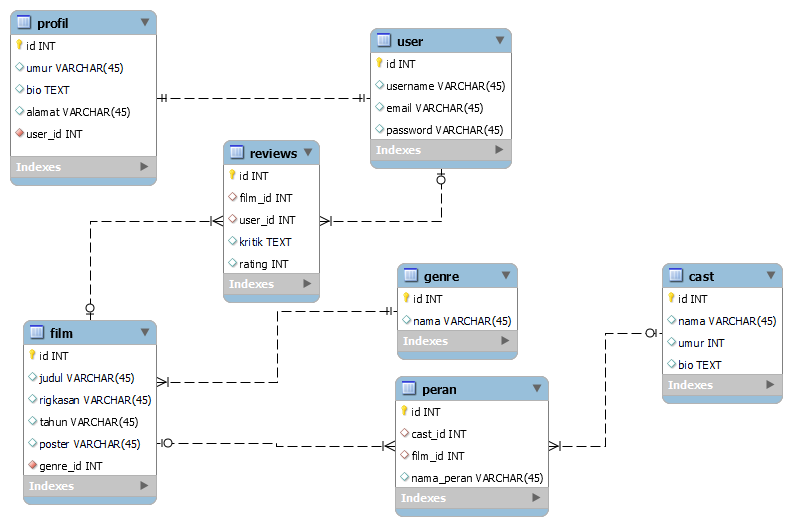 profil
id INT
umur VARCHAR(45)
bio TEXT
alamat VARCHAR(45)
user_id INT
Indexes
user
id INT
username VARCHAR(45)
email VARCHAR(45)
password VARCHAR(45)
Indexes
reviews
id INT
film_id INT
user_id INT
kritik TEXT
rating INT
Indexes
genre
id INT
nama VARCHAR(45)
Indexes
cast
id INT
nama VARCHAR(45)
umur INT
bio TEXT
Indexes
film
id INT
judul VARCHAR(45)
rigkasan VARCHAR(45)
tahun VARCHAR(45)
poster VARCHAR(45)
genre_id INT
Indexes
peran
id INT
cast_id INT
film_id INT
nama_peran VARCHAR(45)
Indexes